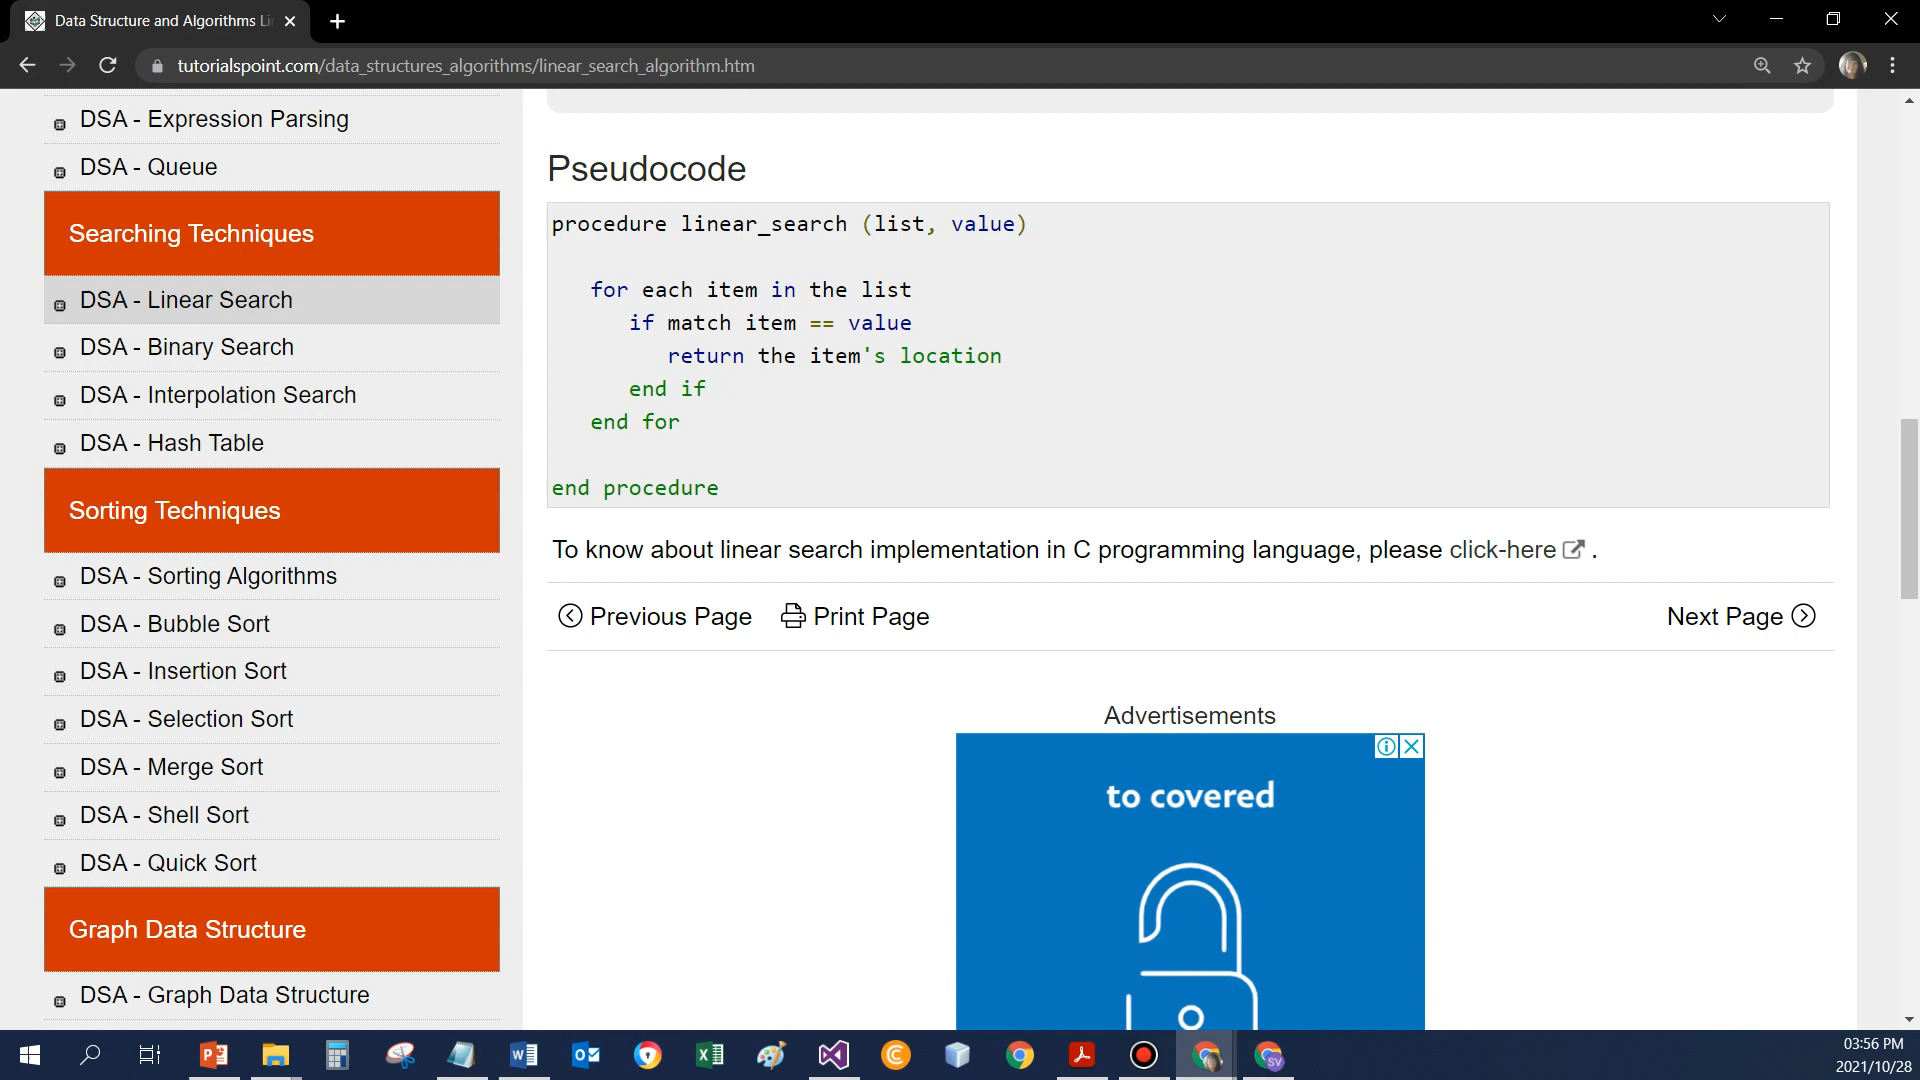 Data Structure and Algorithms Li
tutorialspoint.com/data_structures_algorithms/linear_search_algorithm.htm
DSA - Expression Parsing
DSA - Queue
Searching Techniques
DSA - Linear Search
DSA - Binary Search
DSA - Interpolation Search
DSA - Hash Table
Sorting Techniques
DSA - Sorting Algorithms
DSA - Bubble Sort
DSA - Insertion Sort
DSA - Selection Sort
DSA - Merge Sort
DSA - Shell Sort
DSA - Quick Sort
Graph Data Structure
DSA - Graph Data Structure
Pseudocode
procedure linear_search (list, value)
for each item in the list
if match item == value
return the item's location
end if
end for
end procedure
To know about linear search implementation in C programming language, please click-here .
Previous Page Print Page Next Page
Advertisements
to covered
03:56 PM
2021/10/28